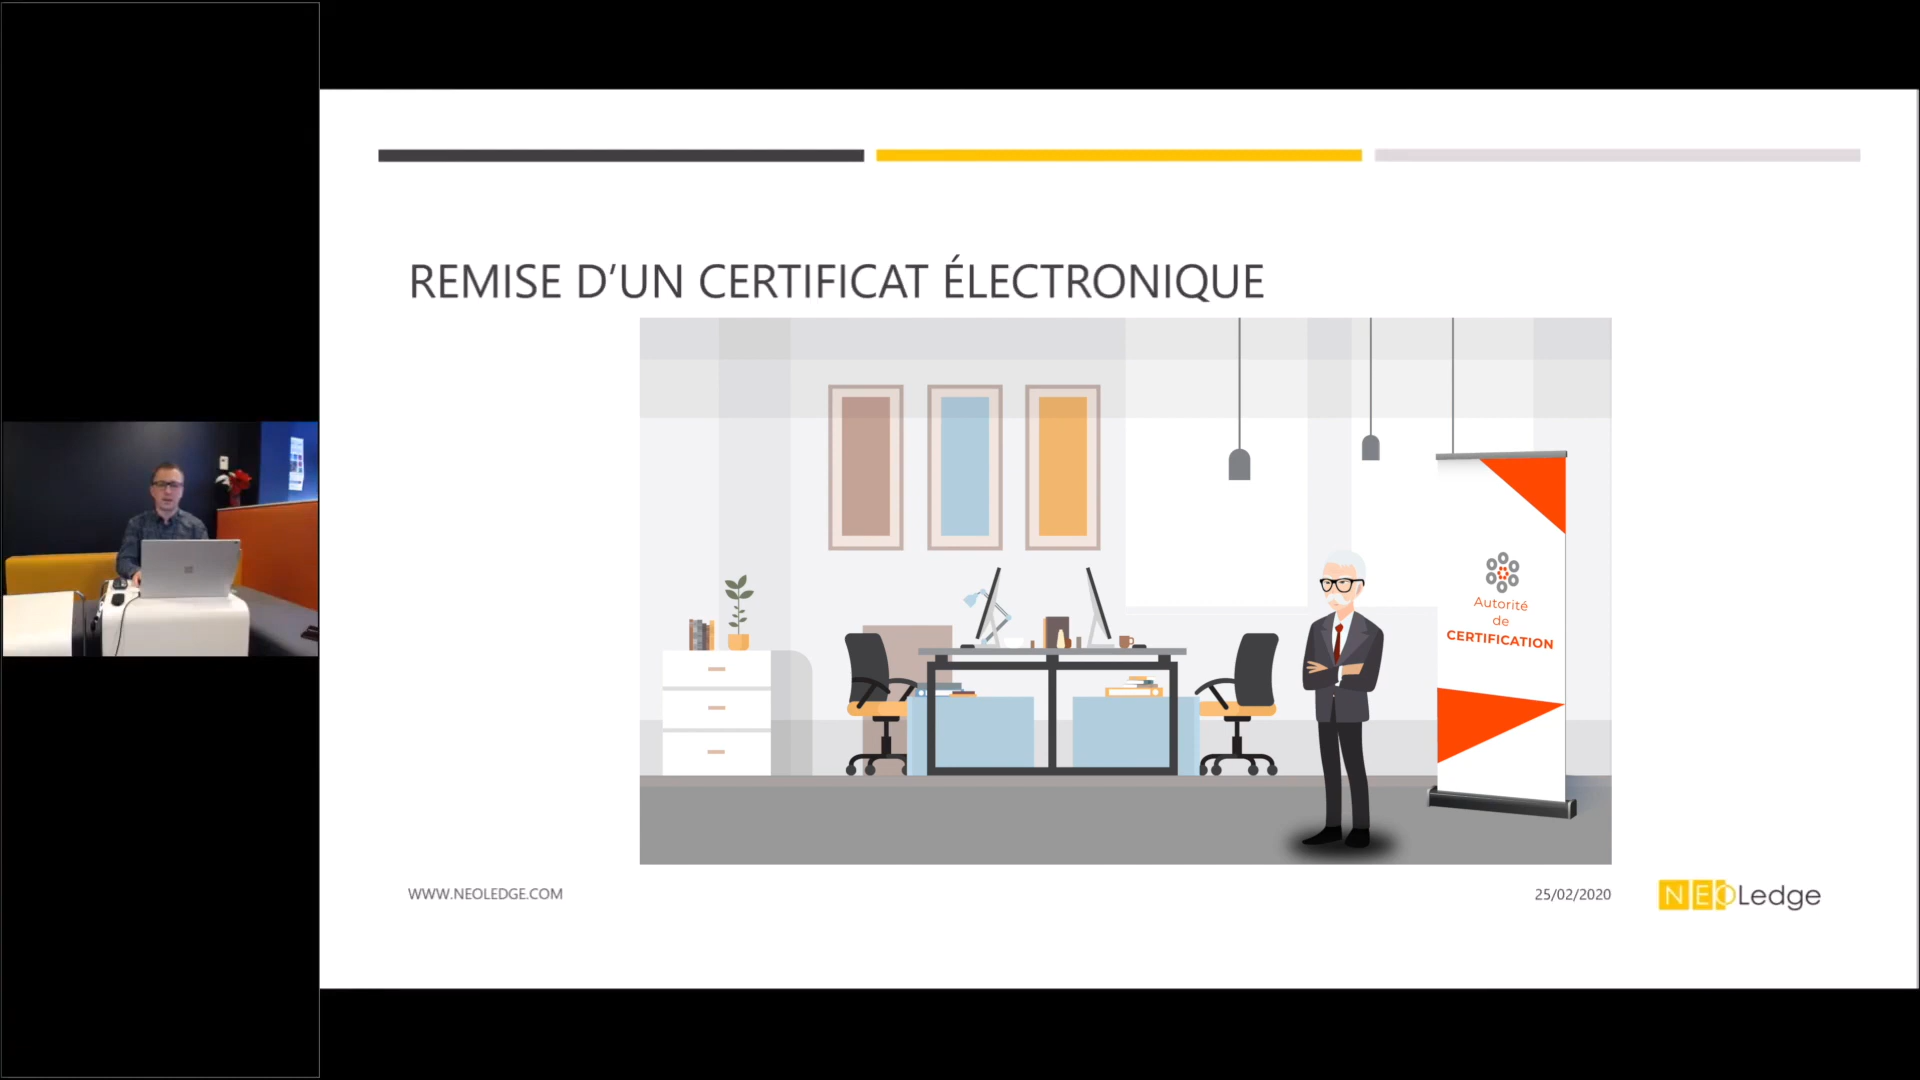 REMISE D’UN CERTIFICAT ÉLECTRONIQUE
Autorité
de
CERTIFICATION
WWW.NEOLEDGE.COM
25/02/2020
NEOLedge